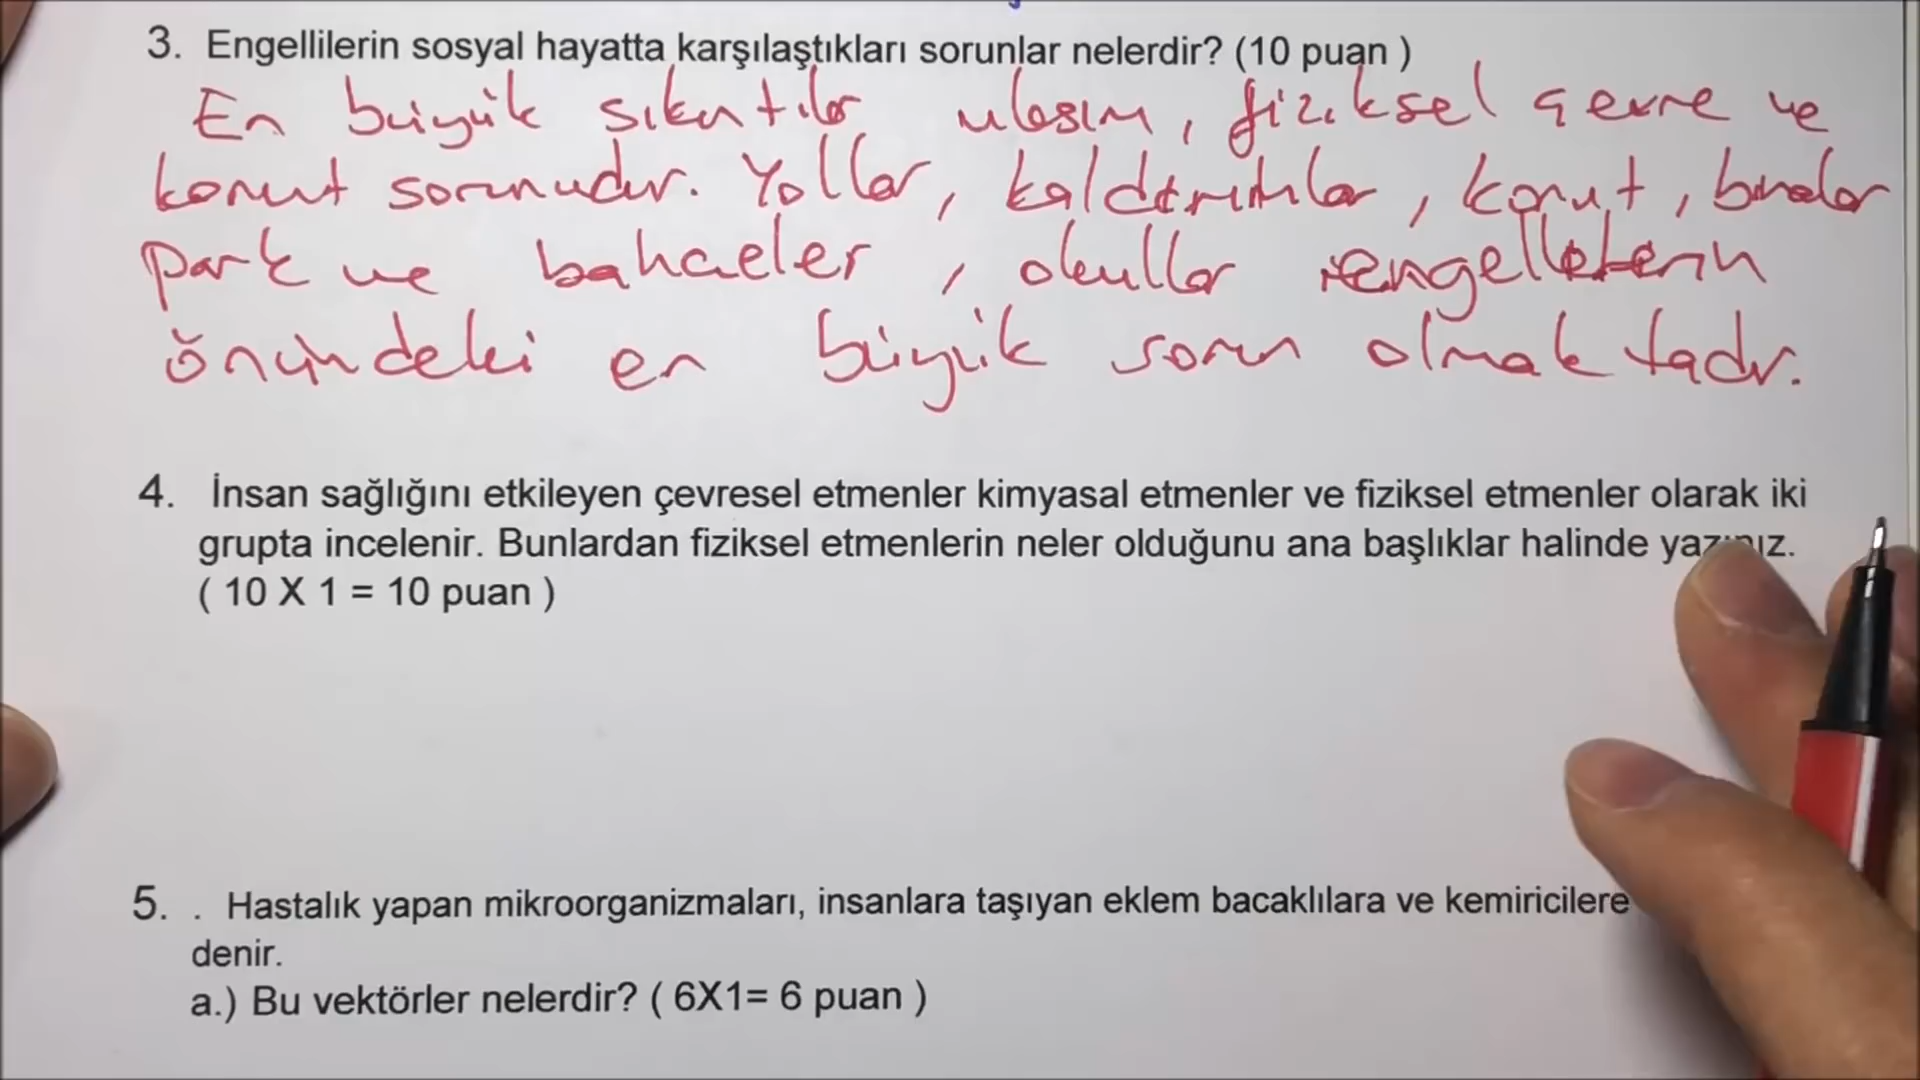 3. Engellilerin sosyal hayatta karşılaştıkları sorunlar nelerdir? (10 puan )
En büyük sıkıntılar ulaşım, fiziksel çevre ve
konut sorunudur. Yollar, kaldırımlar, konut, binalar
park ve bahçeler, okullar engellilerin
önündeki en büyük sorun olmaktadır.
4. İnsan sağlığını etkileyen çevresel etmenler kimyasal etmenler ve fiziksel etmenler olarak iki
grupta incelenir. Bunlardan fiziksel etmenlerin neler olduğunu ana başlıklar halinde yazınız.
( 10 X 1 = 10 puan )
5. . Hastalık yapan mikroorganizmaları, insanlara taşıyan eklem bacaklılara ve kemiricilere
denir.
a.) Bu vektörler nelerdir? ( 6X1= 6 puan )